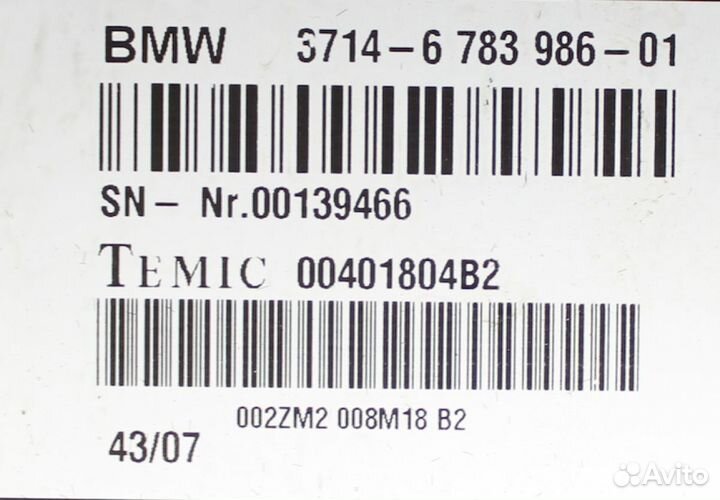 BMW 3714-6 783 986-01
SN- Nr.00139466
TEMIC 00401804B2
002ZM2 008M18 B2
43/07
Avito